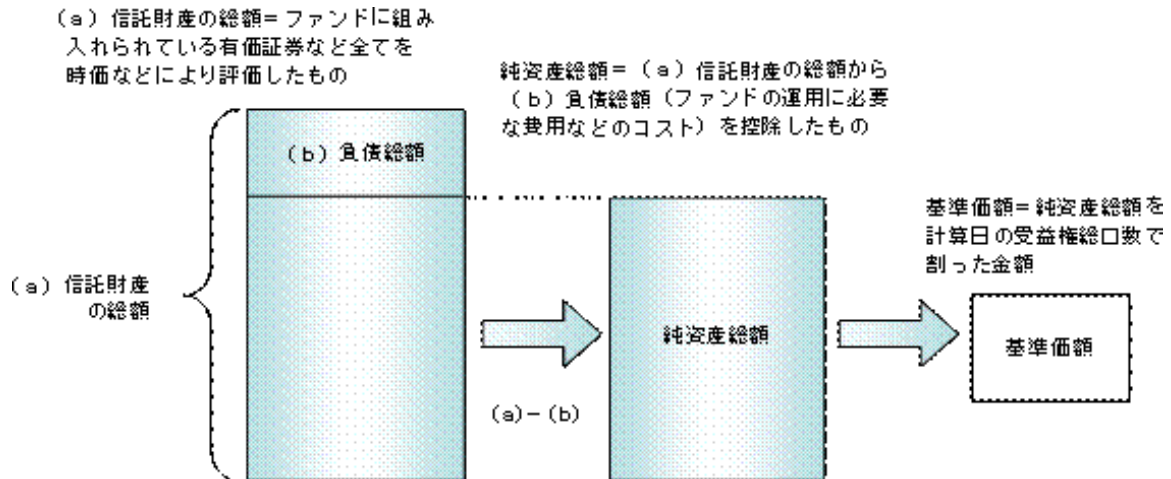 (a) 信託財産の総額=ファンドに組み
入れられている有価証券など全てを
時価などにより評価したもの
純資産総額=(a) 信託財産の総額から
(b) 負債総額(ファンドの運用に必要
な費用などのコスト)を控除したもの
(b) 負債総額
基準価額=純資産総額を
計算日の受益権総口数で
割った金額
(a) 信託財産
の総額
純資産総額
基準価額
(a)-(b)